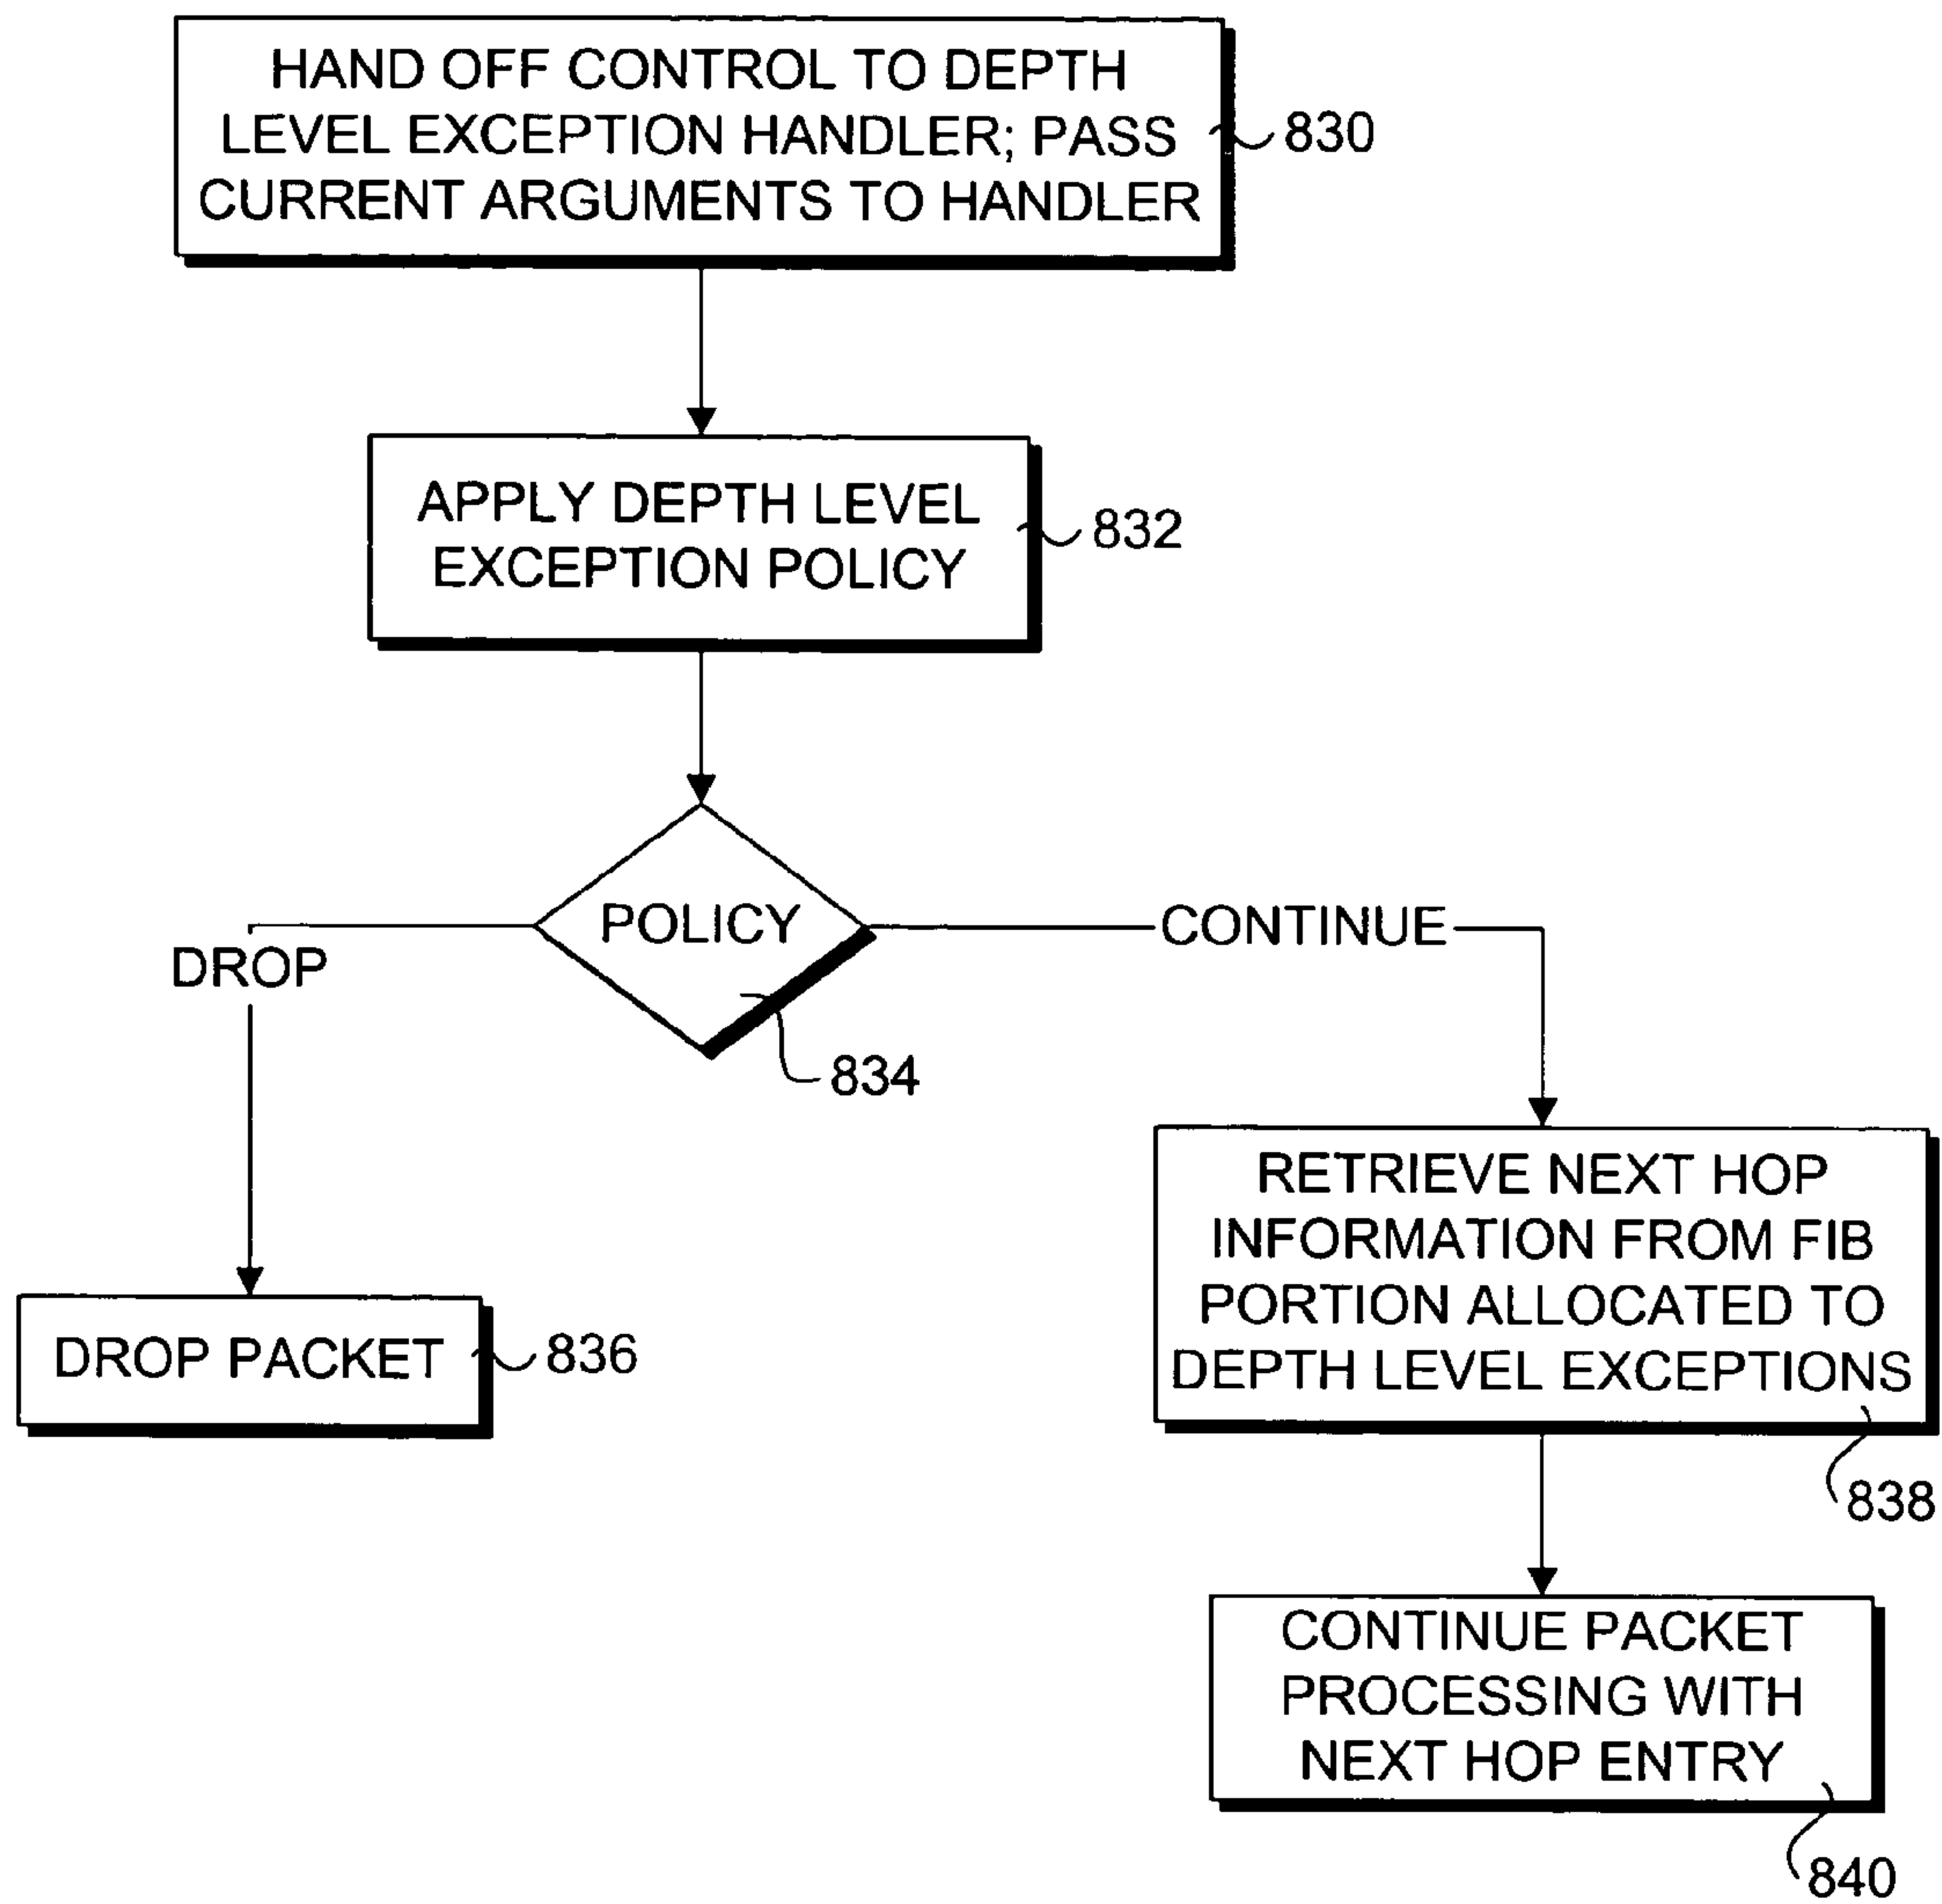 HAND OFF CONTROL TO DEPTH
LEVEL EXCEPTION HANDLER; PASS
CURRENT ARGUMENTS TO HANDLER
830
APPLY DEPTH LEVEL
EXCEPTION POLICY
832
POLICY
DROP
CONTINUE
834
DROP PACKET
836
RETRIEVE NEXT HOP
INFORMATION FROM FIB
PORTION ALLOCATED TO
DEPTH LEVEL EXCEPTIONS
838
CONTINUE PACKET
PROCESSING WITH
NEXT HOP ENTRY
840